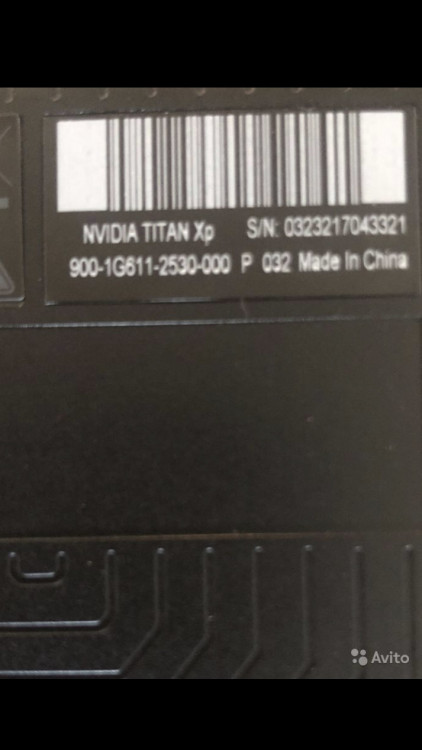 NVIDIA TITAN Xp S/N: 0323217043321
900-1G611-2530-000 P 032 Made In China
Avito